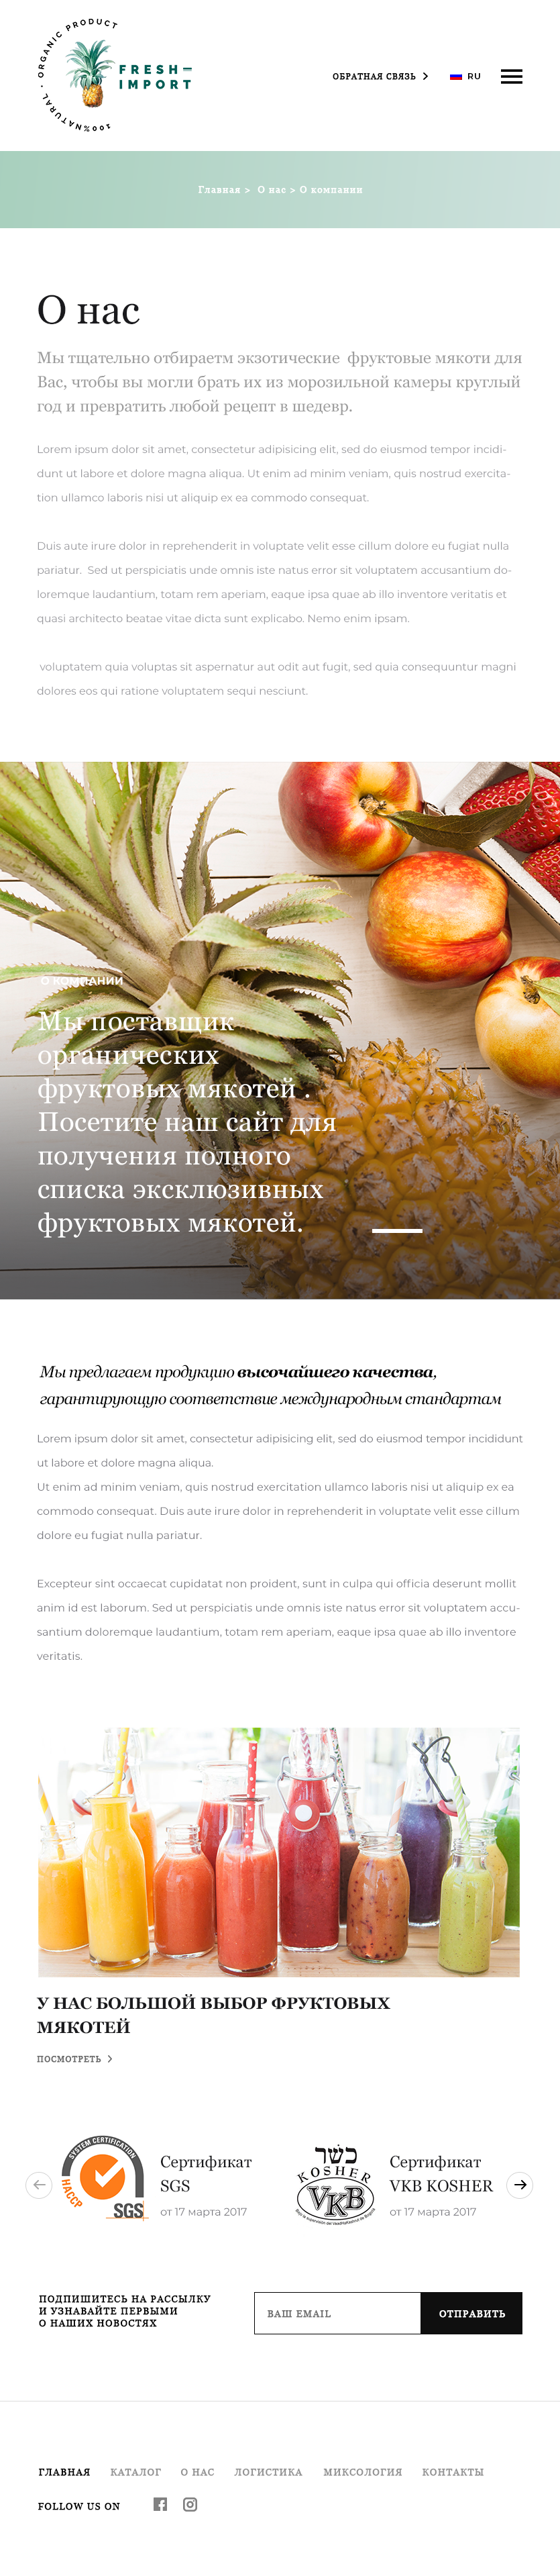 ORGANIC PRODUCT
100% NATURAL
FRESH-
IMPORT
ОБРАТНАЯ СВЯЗЬ
RU
Главная > О нас > О компании
О нас
Мы тщательно отбираетм экзотические фруктовые мякоти для
Вас, чтобы вы могли брать их из морозильной камеры круглый
год и превратить любой рецепт в шедевр.
Lorem ipsum dolor sit amet, consectetur adipisicing elit, sed do eiusmod tempor incidi-
dunt ut labore et dolore magna aliqua. Ut enim ad minim veniam, quis nostrud exercita-
tion ullamco laboris nisi ut aliquip ex ea commodo consequat.
Duis aute irure dolor in reprehenderit in voluptate velit esse cillum dolore eu fugiat nulla
pariatur. Sed ut perspiciatis unde omnis iste natus error sit voluptatem accusantium do-
loremque laudantium, totam rem aperiam, eaque ipsa quae ab illo inventore veritatis et
quasi architecto beatae vitae dicta sunt explicabo. Nemo enim ipsam.
voluptatem quia voluptas sit aspernatur aut odit aut fugit, sed quia consequuntur magni
dolores eos qui ratione voluptatem sequi nesciunt.
О КОМПАНИИ
Мы поставщик
органических
фруктовых мякотей .
Посетите наш сайт для
получения полного
списка эксклюзивных
фруктовых мякотей.
Мы предлагаем продукцию высочайшего качества,
гарантирующую соответствие международным стандартам
Lorem ipsum dolor sit amet, consectetur adipisicing elit, sed do eiusmod tempor incididunt
ut labore et dolore magna aliqua.
Ut enim ad minim veniam, quis nostrud exercitation ullamco laboris nisi ut aliquip ex ea
commodo consequat. Duis aute irure dolor in reprehenderit in voluptate velit esse cillum
dolore eu fugiat nulla pariatur.
Excepteur sint occaecat cupidatat non proident, sunt in culpa qui officia deserunt mollit
anim id est laborum. Sed ut perspiciatis unde omnis iste natus error sit voluptatem accu-
santium doloremque laudantium, totam rem aperiam, eaque ipsa quae ab illo inventore
veritatis.
У НАС БОЛЬШОЙ ВЫБОР ФРУКТОВЫХ
МЯКОТЕЙ
ПОСМОТРЕТЬ
SYSTEM CERTIFICATION
HACCP
SGS
Сертификат
SGS
от 17 марта 2017
כשר
KOSHER
VKB
Сертификат
VKB KOSHER
от 17 марта 2017
ПОДПИШИТЕСЬ НА РАССЫЛКУ
И УЗНАВАЙТЕ ПЕРВЫМИ
О НАШИХ НОВОСТЯХ
ВАШ EMAIL
ОТПРАВИТЬ
ГЛАВНАЯ КАТАЛОГ О НАС ЛОГИСТИКА МИКСОЛОГИЯ КОНТАКТЫ
FOLLOW US ON